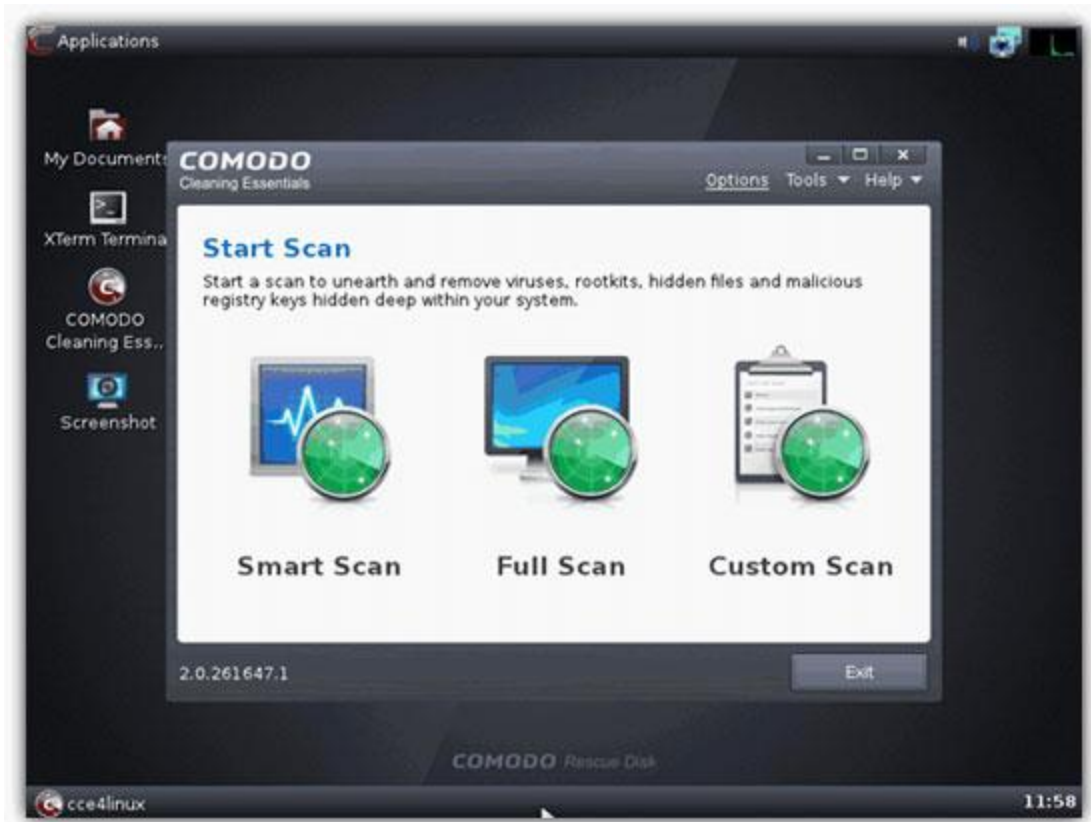 Applications
My Documents
XTerm Termina
COMODO
Cleaning Ess..
Screenshot
COMODO
Cleaning Essentials
Options Tools Help
Start Scan
Start a scan to unearth and remove viruses, rootkits, hidden files and malicious
registry keys hidden deep within your system.
Smart Scan
Full Scan
Custom Scan
2.0.261647.1
Exit
COMODO Rescue Disk
cce4linux
11:58